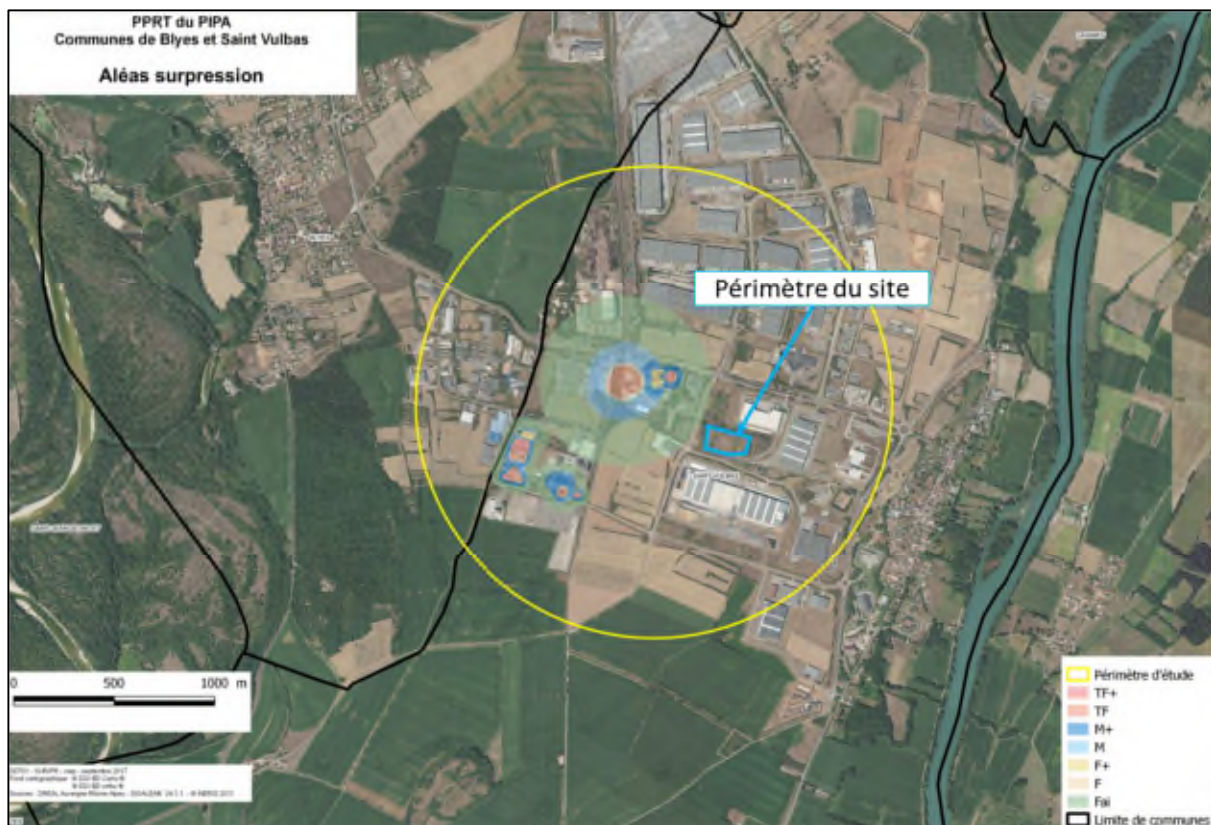 PPRT du PIPA
Communes de Blyes et Saint Vulbas
Aléas surpression
Périmètre du site
0 500 1000 m
Périmètre d'étude
TF+
TF
M+
M
F+
F
Fai
Limite de communes